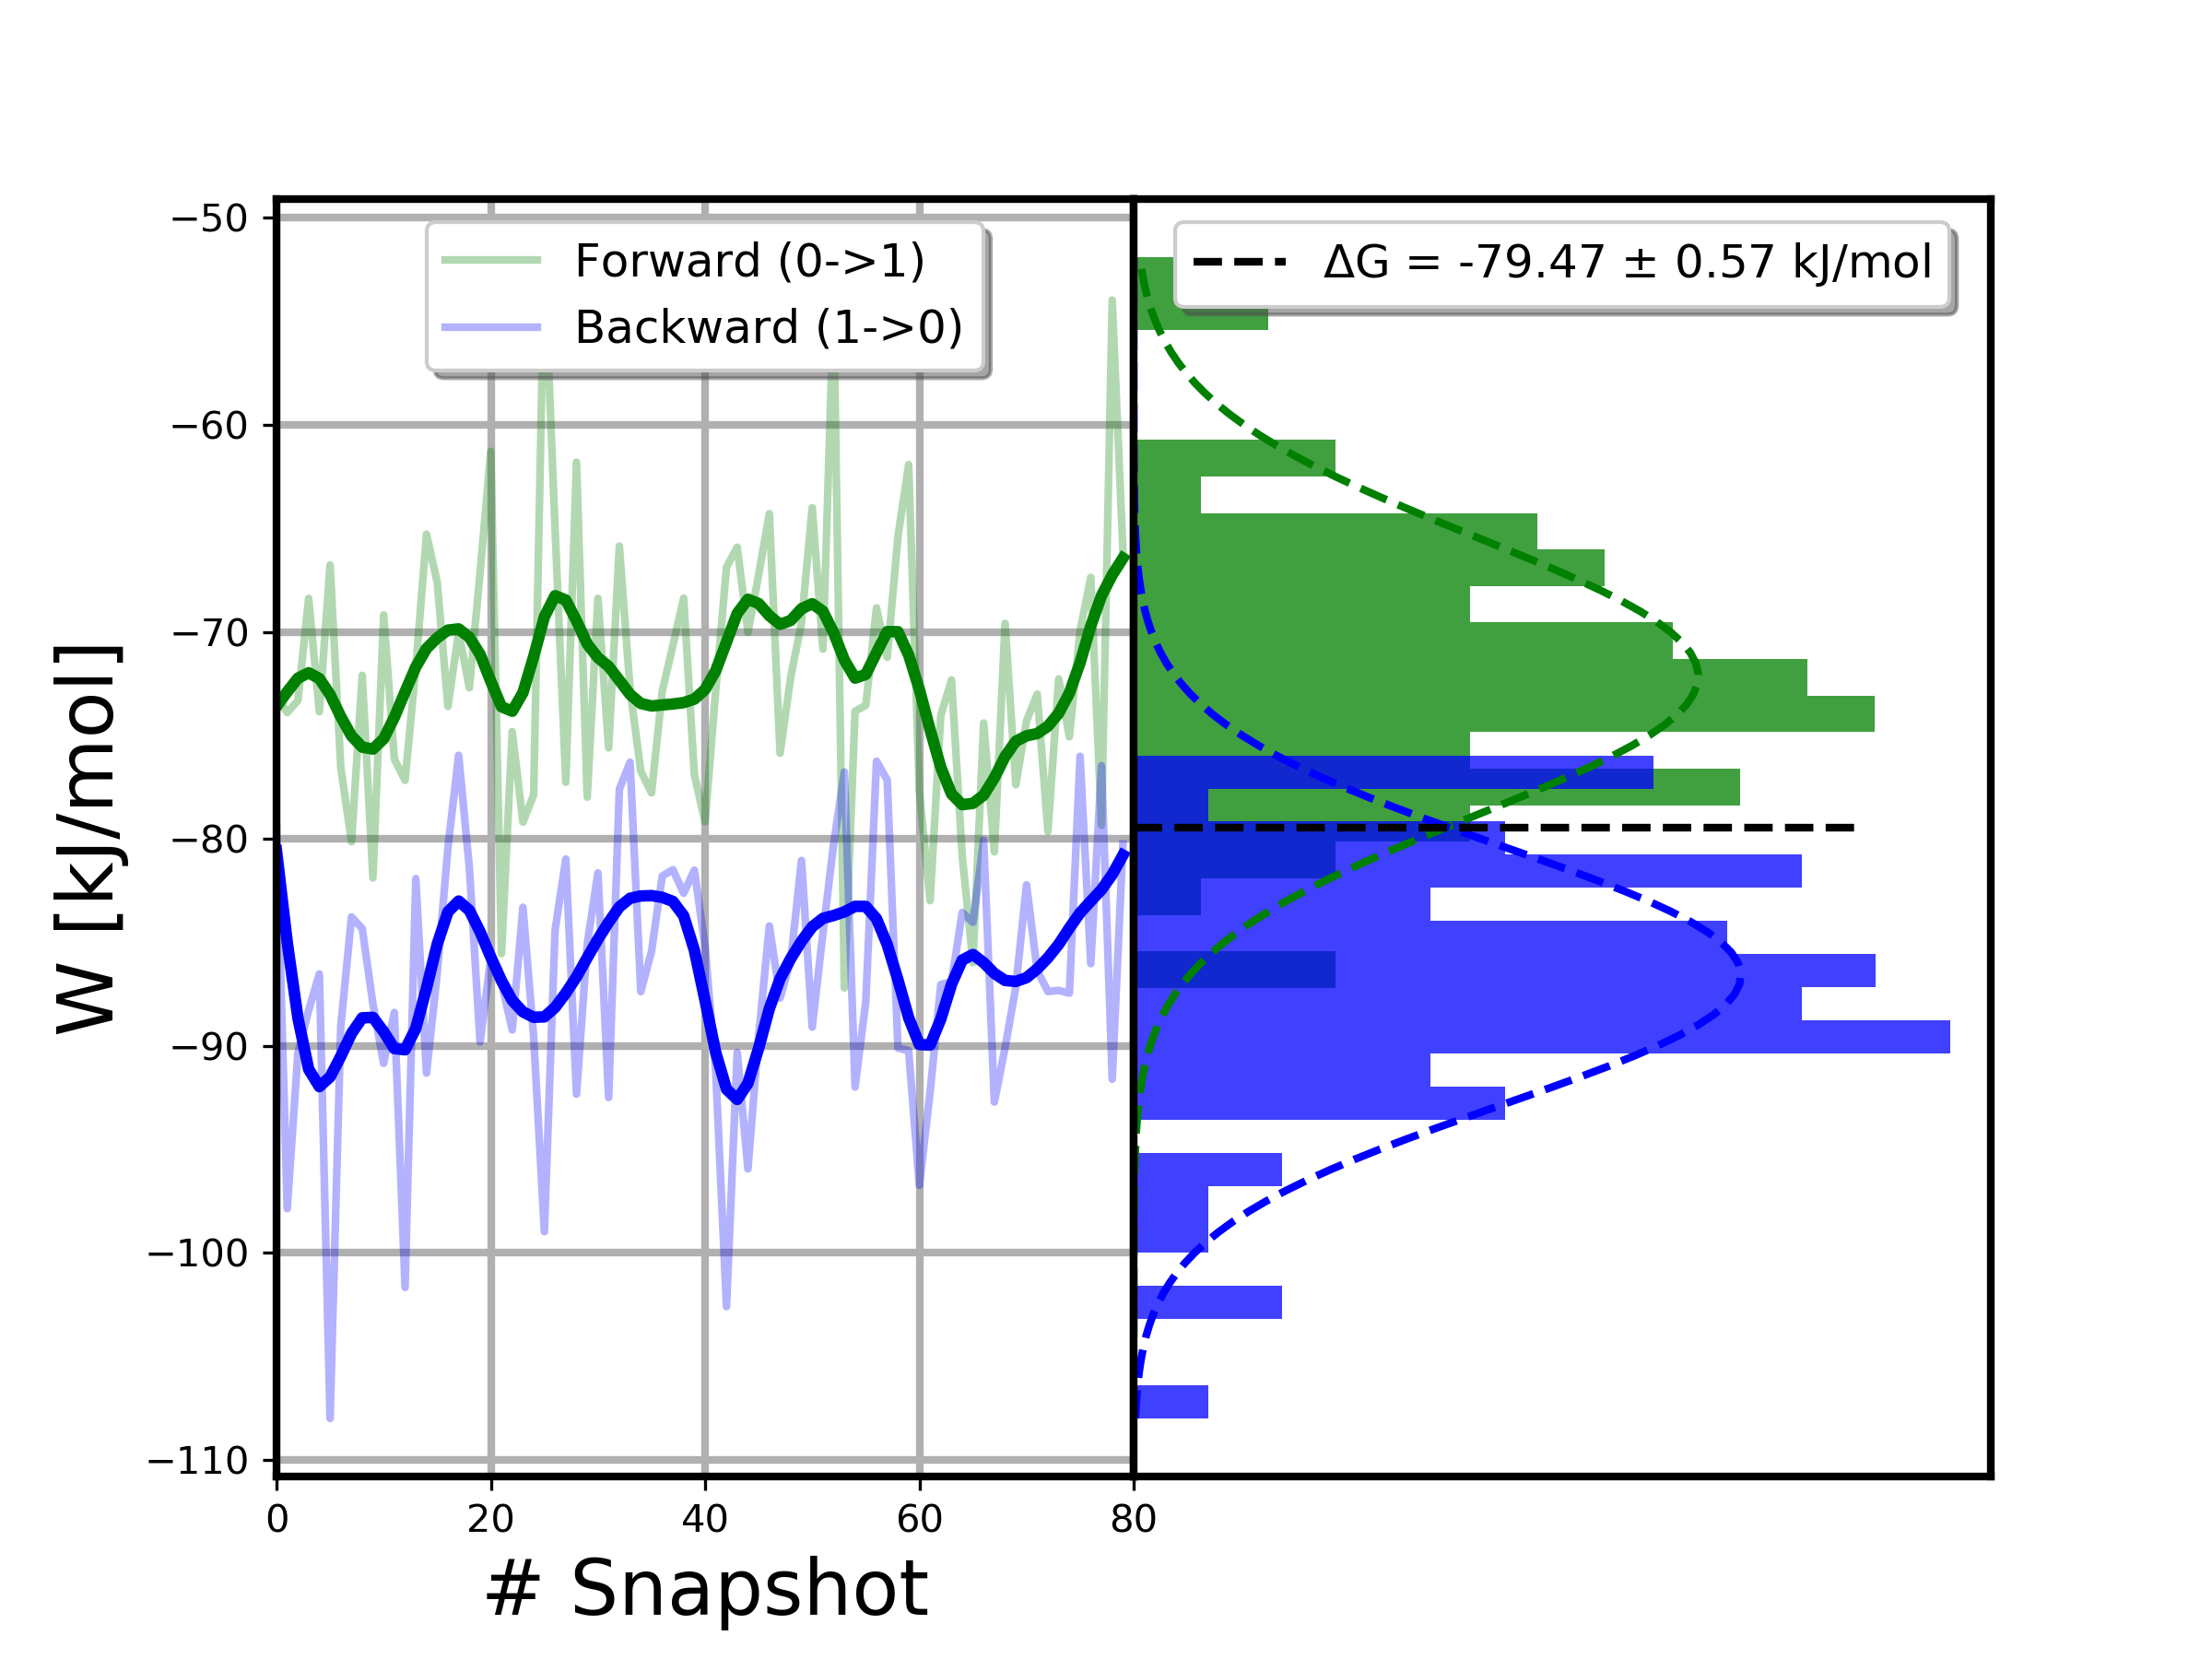 Forward (0->1)
Backward (1->0)
ΔG = -79.47 ± 0.57 kJ/mol
−50
−60
−70
−80
−90
−100
−110
W [kJ/mol]
0 20 40 60 80
# Snapshot